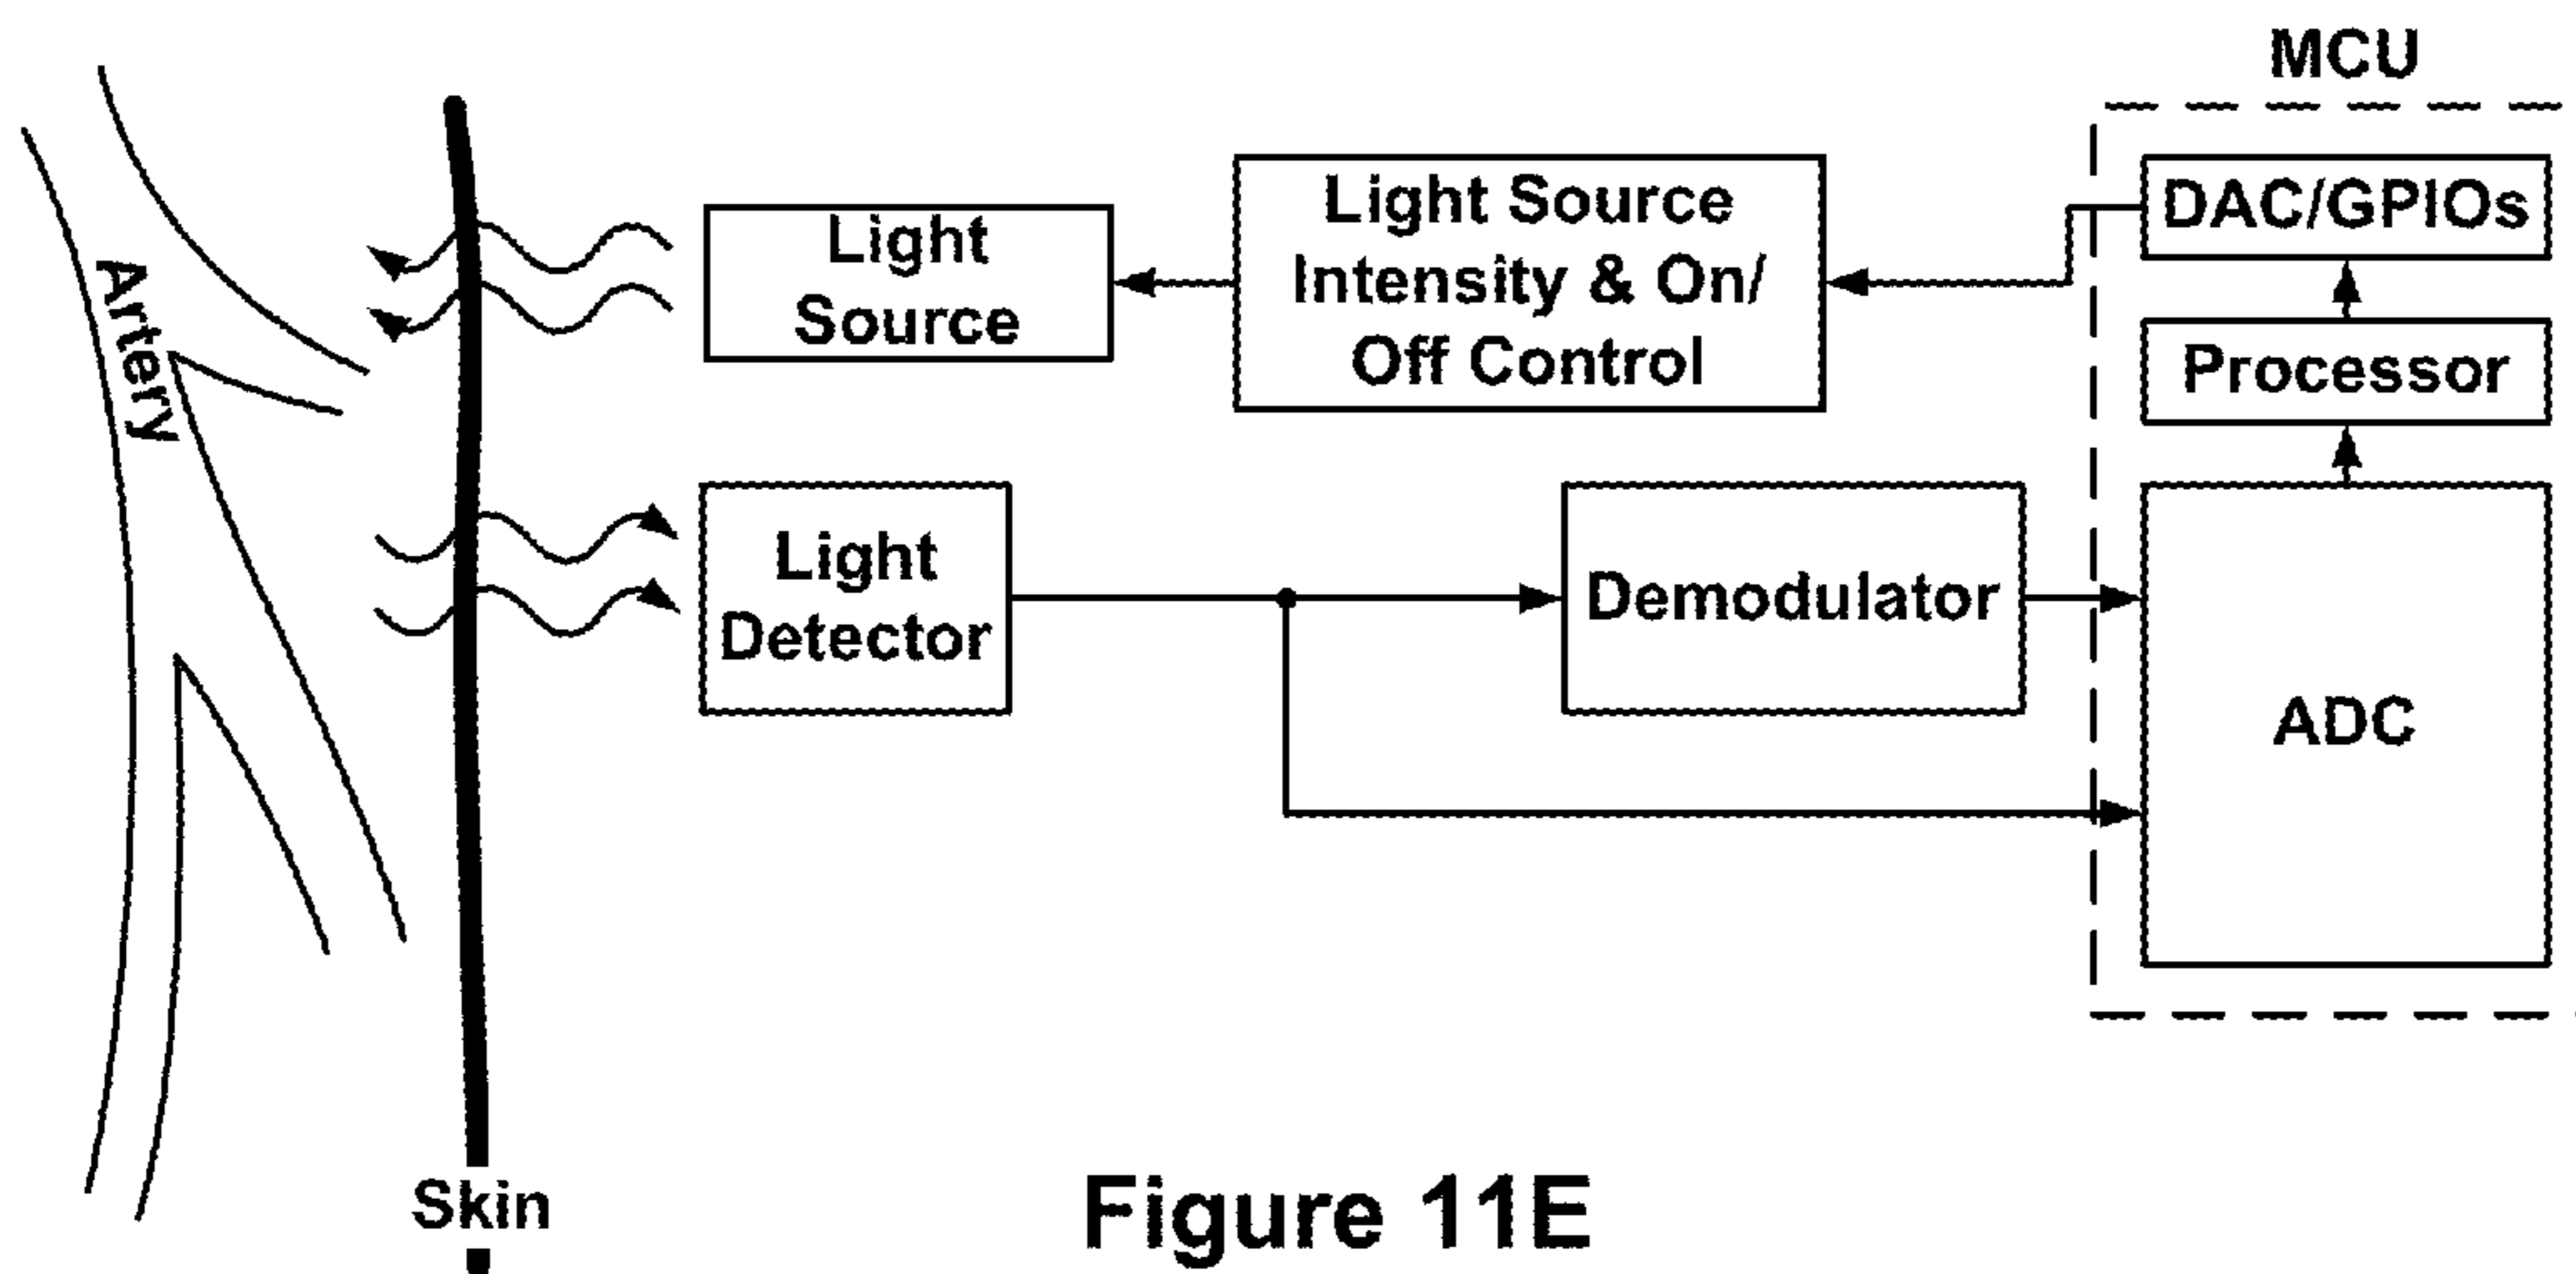 MCU
Light Source
Intensity & On/
Off Control
DAC/GPIOs
Light
Source
Processor
Artery
Light
Detector
Demodulator
ADC
Skin
Figure 11E